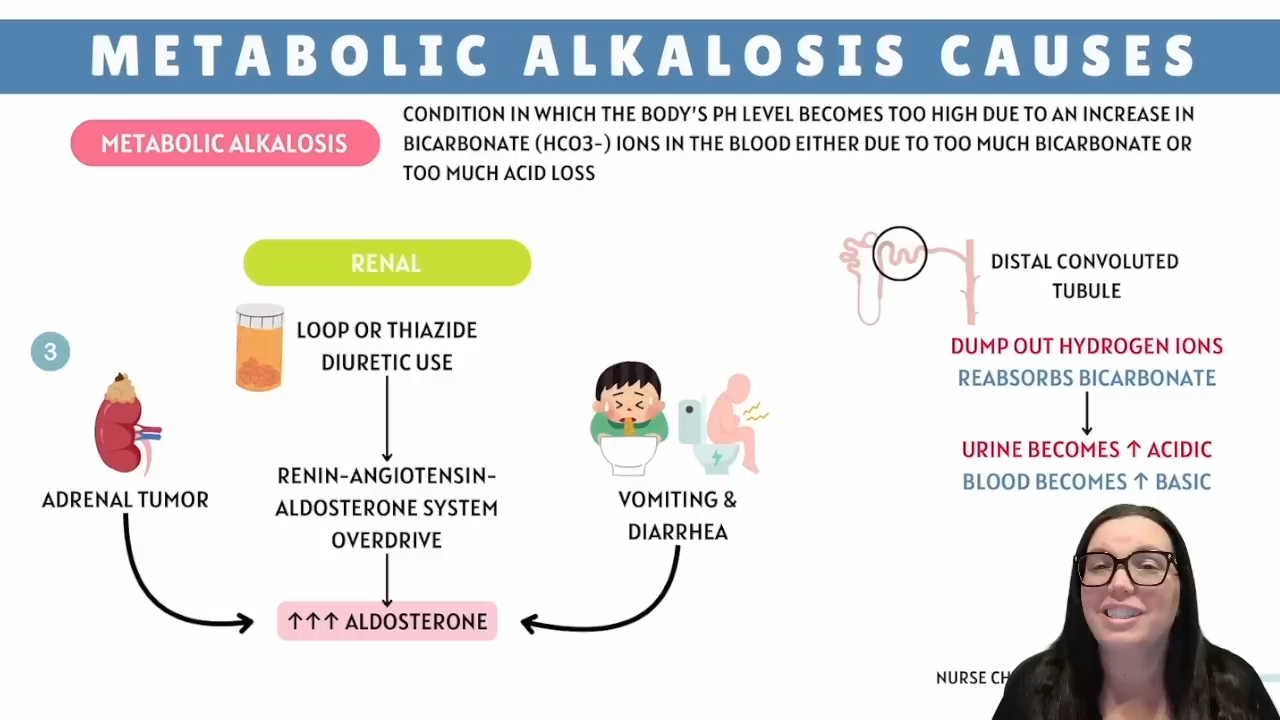 METABOLIC ALKALOSIS CAUSES
METABOLIC ALKALOSIS
CONDITION IN WHICH THE BODY'S PH LEVEL BECOMES TOO HIGH DUE TO AN INCREASE IN
BICARBONATE (HCO3-) IONS IN THE BLOOD EITHER DUE TO TOO MUCH BICARBONATE OR
TOO MUCH ACID LOSS
RENAL
3
LOOP OR THIAZIDE
DIURETIC USE
ADRENAL TUMOR
RENIN-ANGIOTENSIN-
ALDOSTERONE SYSTEM
OVERDRIVE
VOMITING &
DIARRHEA
↑↑↑ ALDOSTERONE
DISTAL CONVOLUTED
TUBULE
DUMP OUT HYDROGEN IONS
REABSORBS BICARBONATE
URINE BECOMES ↑ ACIDIC
BLOOD BECOMES ↑ BASIC
NURSE